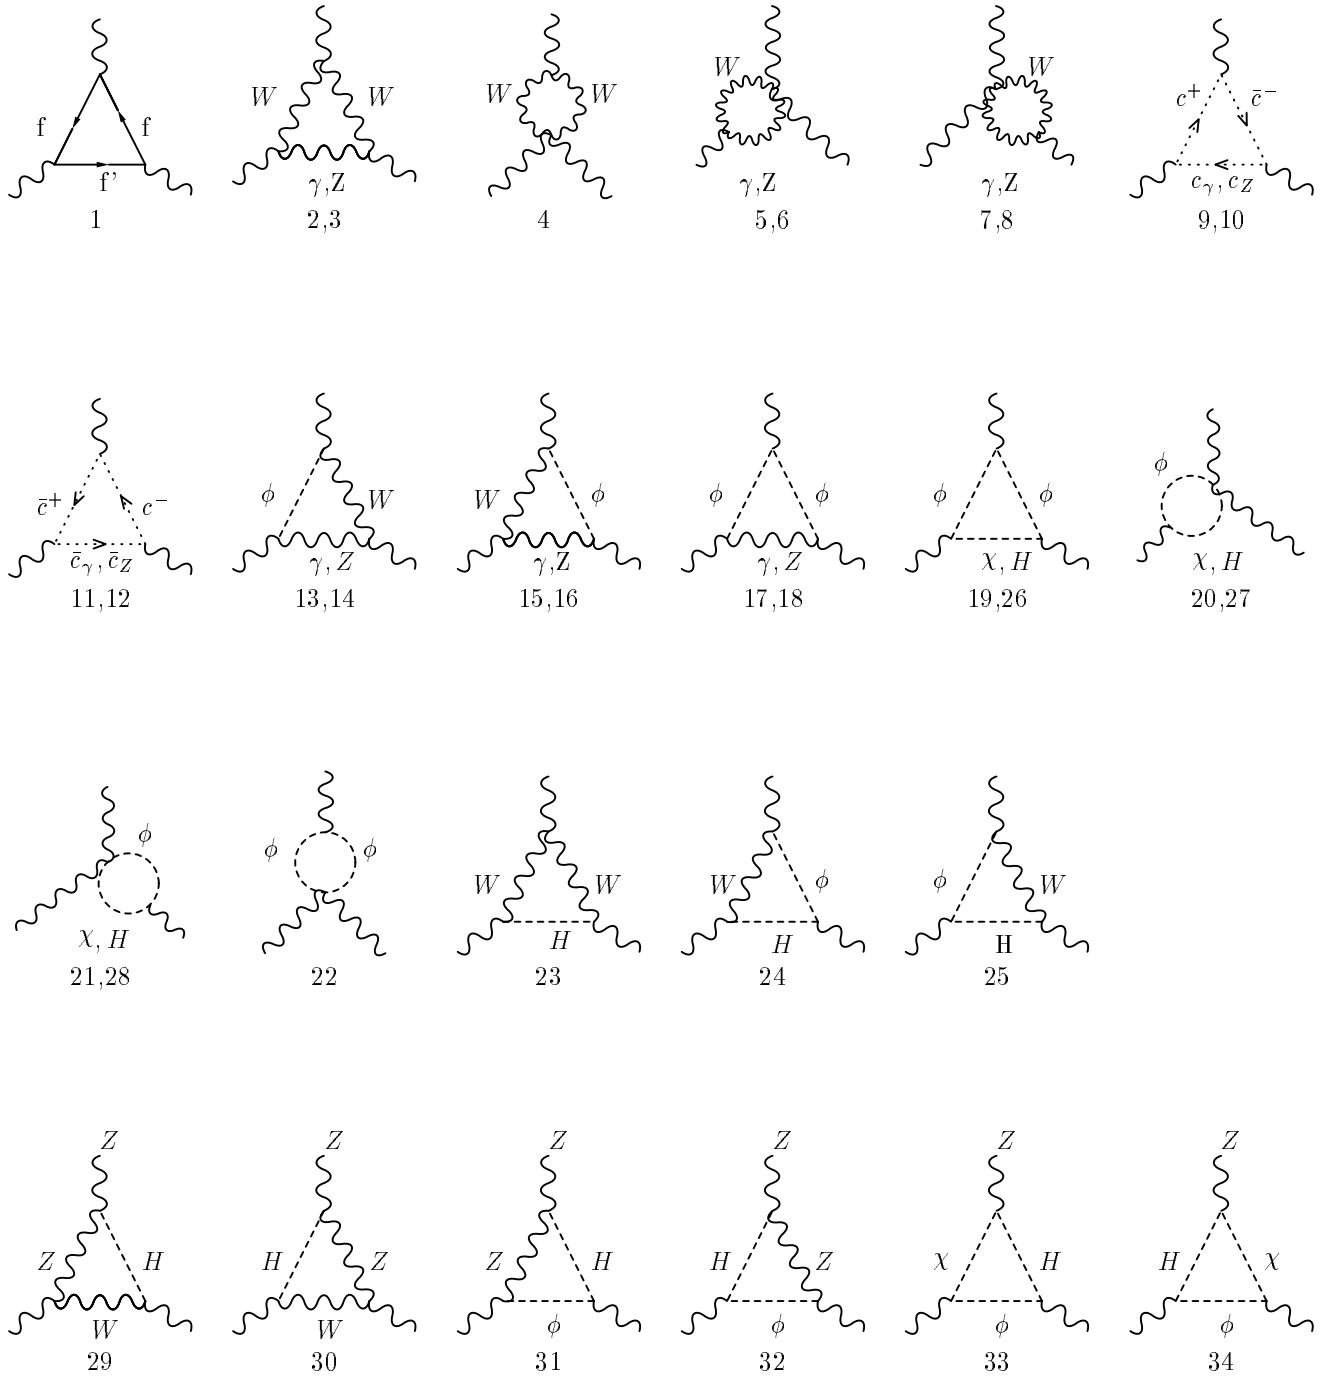 W W W W W W
f f c⁺ c̄⁻
f' γ,Z γ,Z γ,Z c_γ, c_Z
1 2,3 4 5,6 7,8 9,10
c̄⁺ c⁻ ϕ W W ϕ ϕ ϕ ϕ ϕ ϕ
c̄_γ, c̄_Z γ, Z γ,Z γ, Z χ, H χ, H
11,12 13,14 15,16 17,18 19,26 20,27
ϕ ϕ ϕ W W W ϕ ϕ W
χ, H H H H
21,28 22 23 24 25
Z Z Z Z Z Z
Z H H Z Z H H Z χ H H χ
W W ϕ ϕ ϕ ϕ
29 30 31 32 33 34